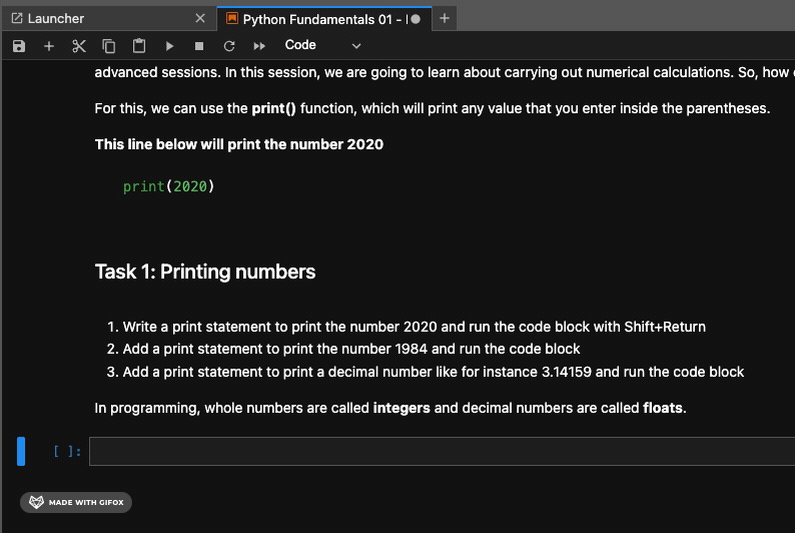 Launcher
Python Fundamentals 01 -
Code
advanced sessions. In this session, we are going to learn about carrying out numerical calculations. So, how
For this, we can use the print() function, which will print any value that you enter inside the parentheses.
This line below will print the number 2020
print(2020)
Task 1: Printing numbers
1. Write a print statement to print the number 2020 and run the code block with Shift+Return
2. Add a print statement to print the number 1984 and run the code block
3. Add a print statement to print a decimal number like for instance 3.14159 and run the code block
In programming, whole numbers are called integers and decimal numbers are called floats.
[ ]:
MADE WITH GIFOX